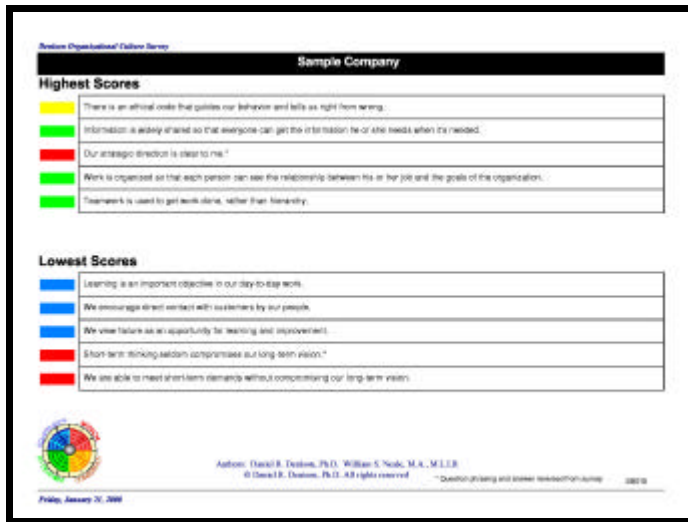 Denison Organizational Culture Survey
Sample Company
Highest Scores
There is an ethical code that guides our behavior and tells us right from wrong.
Information is widely shared so that everyone can get the information he or she needs when it's needed.
Our strategic direction is clear to me.*
Work is organized so that each person can see the relationship between his or her job and the goals of the organization.
Teamwork is used to get work done, rather than hierarchy.
Lowest Scores
Learning is an important objective in our day-to-day work.
We encourage direct contact with customers by our people.
We view failure as an opportunity for learning and improvement.
Short-term thinking seldom compromises our long-term vision.*
We are able to meet short-term demands without compromising our long-term vision.
Authors: Daniel R. Denison, Ph.D. William S. Neale, M.A., M.L.I.R.
© Daniel R. Denison, Ph.D. All rights reserved
* Question phrasing and answer reversed from survey
Friday, January 21, 2000